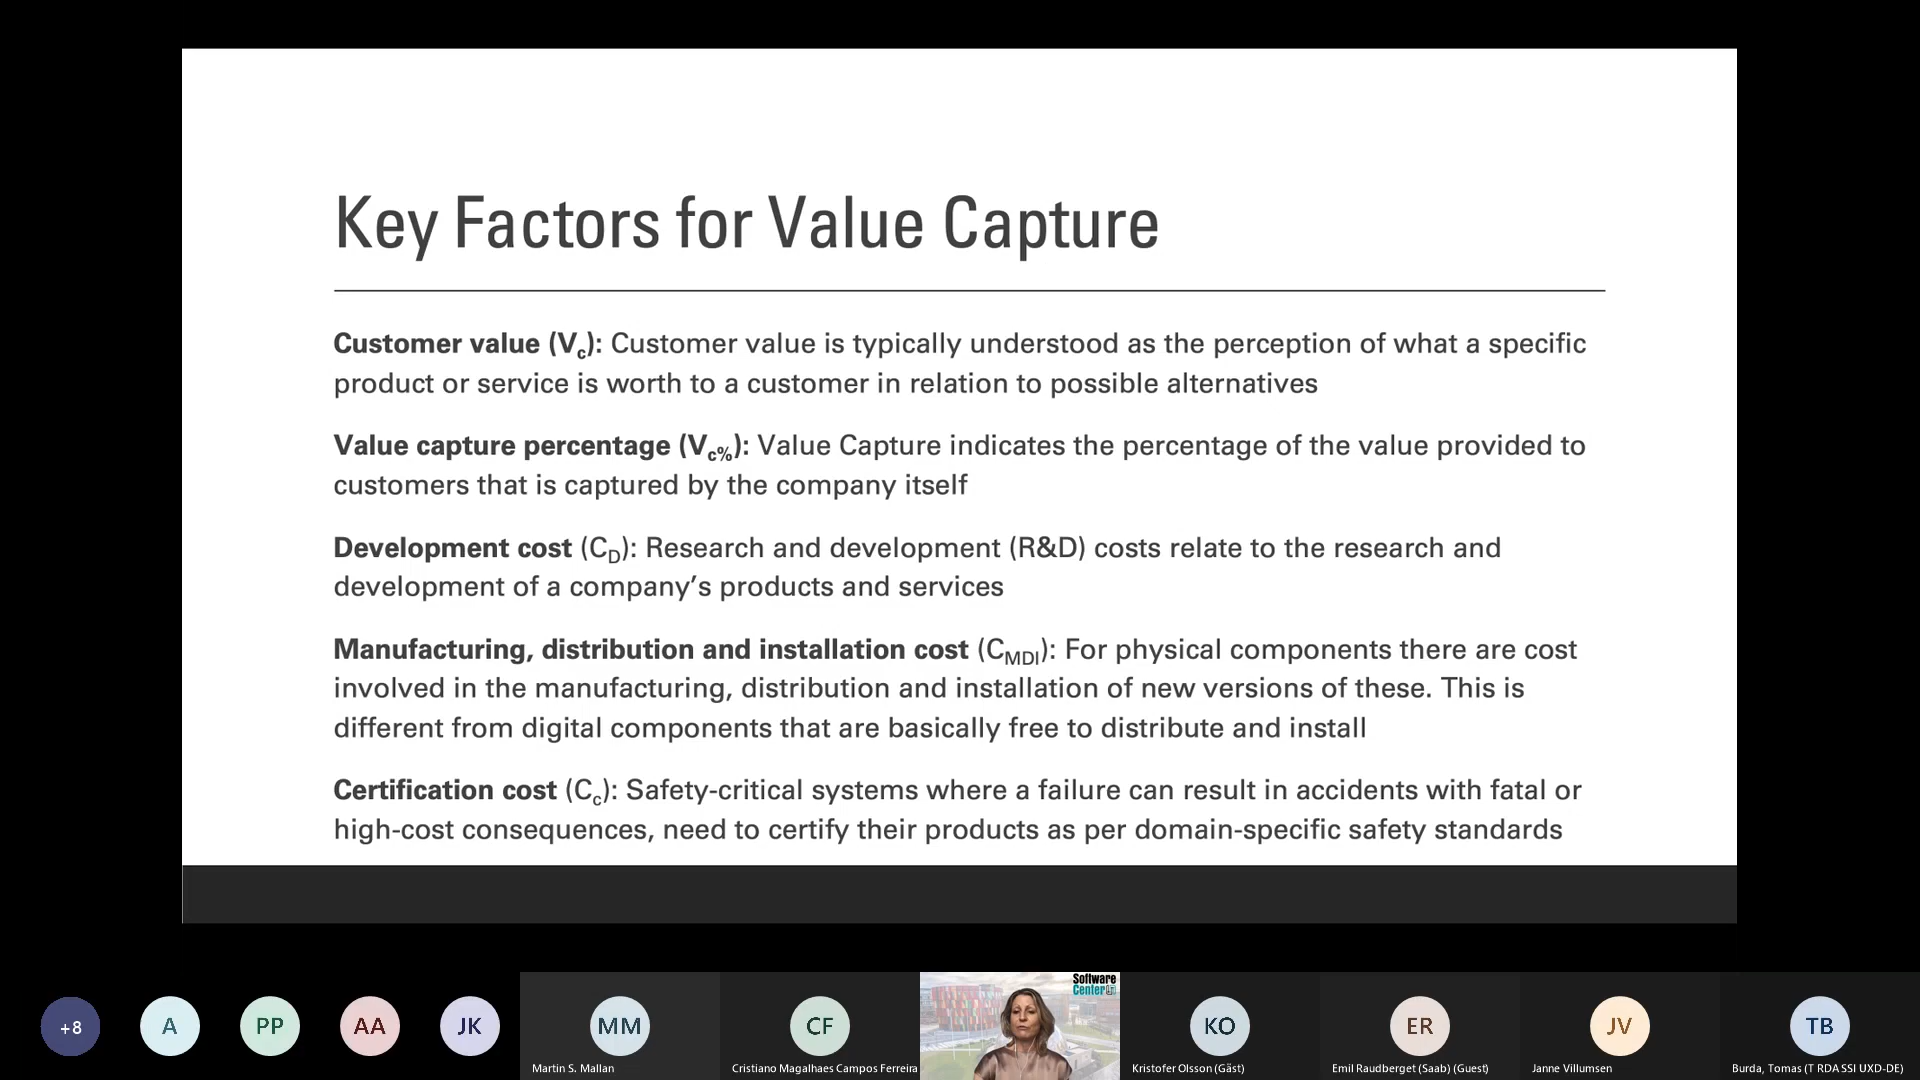 Key Factors for Value Capture
Customer value (Vc): Customer value is typically understood as the perception of what a specific
product or service is worth to a customer in relation to possible alternatives
Value capture percentage (Vc%): Value Capture indicates the percentage of the value provided to
customers that is captured by the company itself
Development cost (CD): Research and development (R&D) costs relate to the research and
development of a company’s products and services
Manufacturing, distribution and installation cost (CMDI): For physical components there are cost
involved in the manufacturing, distribution and installation of new versions of these. This is
different from digital components that are basically free to distribute and install
Certification cost (Cc): Safety-critical systems where a failure can result in accidents with fatal or
high-cost consequences, need to certify their products as per domain-specific safety standards
Software
Center
+8
A
PP
AA
JK
MM
CF
KO
ER
JV
TB
Martin S. Mallan
Cristiano Magalhaes Campos Ferreira
Kristofer Olsson (Gäst)
Emil Raudberget (Saab) (Guest)
Janne Villumsen
Burda, Tomas (T RDA SSI UXD-DE)